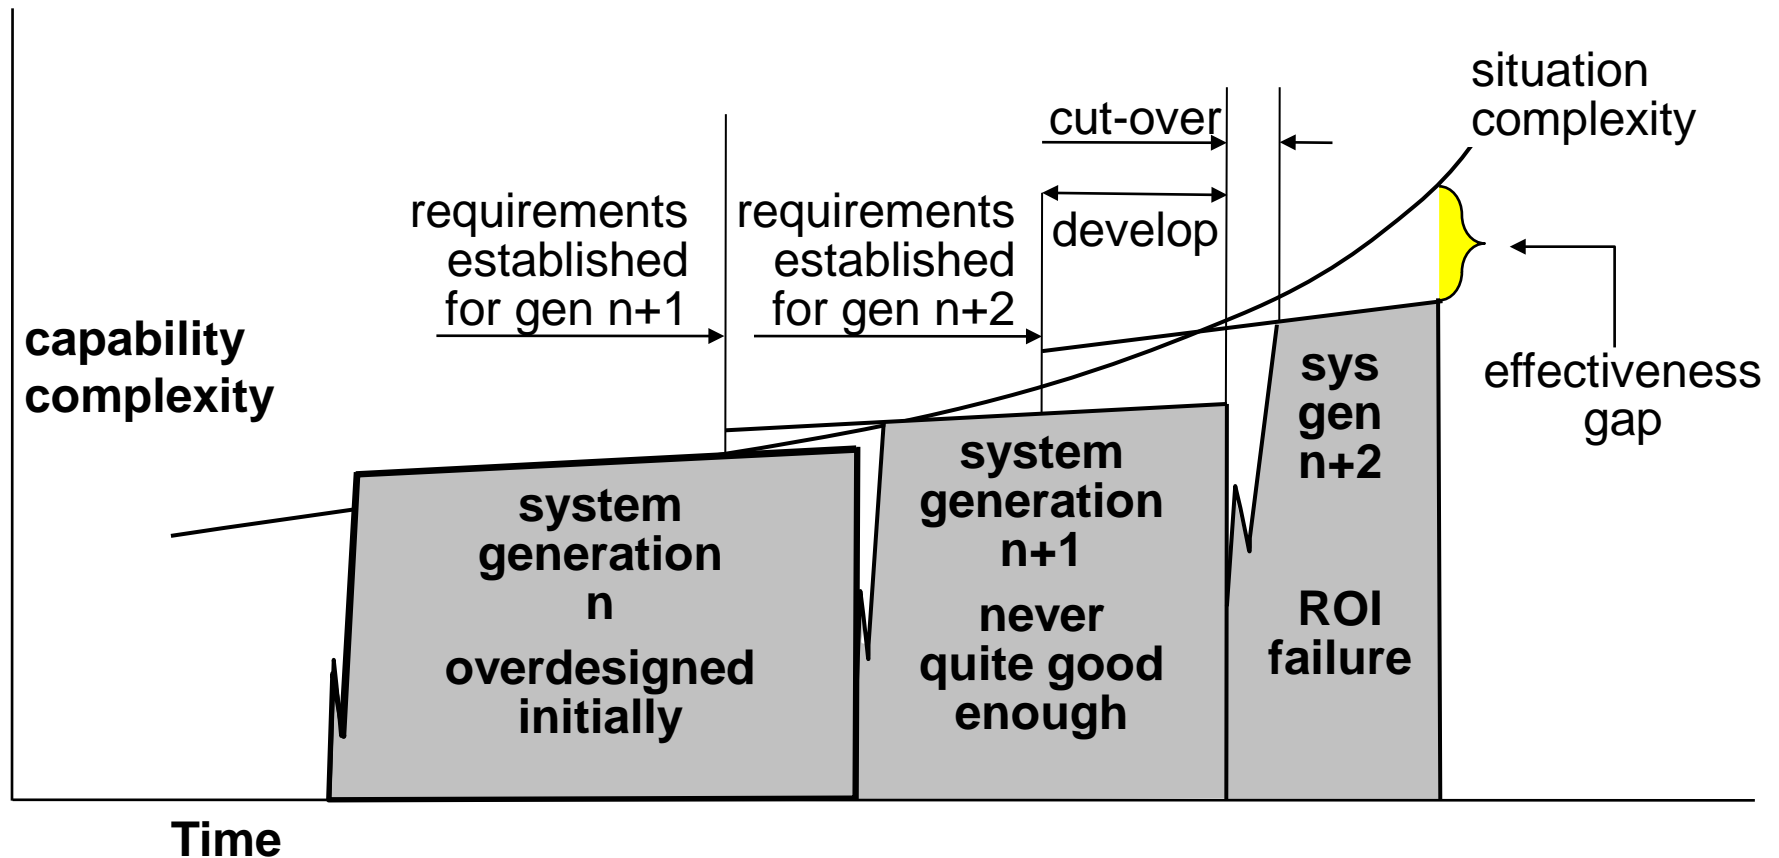 situation
complexity
cut-over
requirements
established
for gen n+1
requirements
established
for gen n+2
develop
capability
complexity
effectiveness
gap
system
generation
n
overdesigned
initially
system
generation
n+1
never
quite good
enough
sys
gen
n+2
ROI
failure
Time